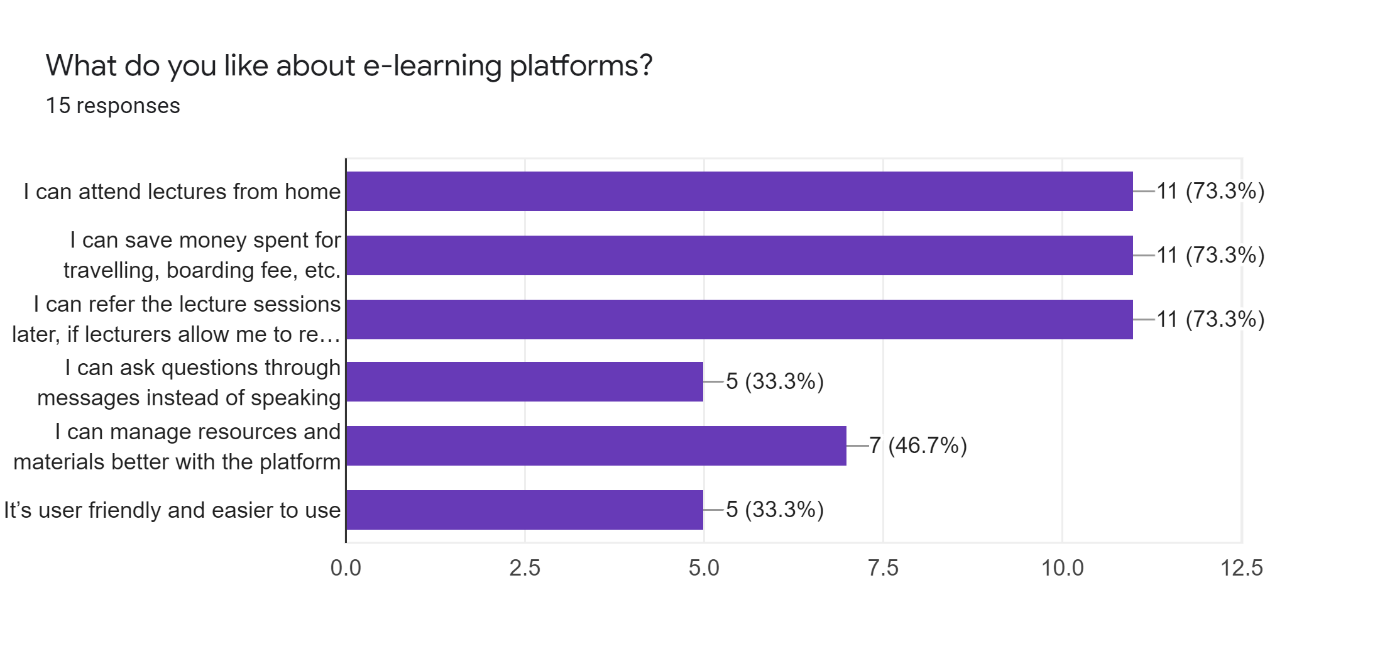 What do you like about e-learning platforms?
15 responses
I can attend lectures from home
11 (73.3%)
I can save money spent for
travelling, boarding fee, etc.
11 (73.3%)
I can refer the lecture sessions
later, if lecturers allow me to re…
11 (73.3%)
I can ask questions through
messages instead of speaking
5 (33.3%)
I can manage resources and
materials better with the platform
7 (46.7%)
It’s user friendly and easier to use
5 (33.3%)
0.0 2.5 5.0 7.5 10.0 12.5